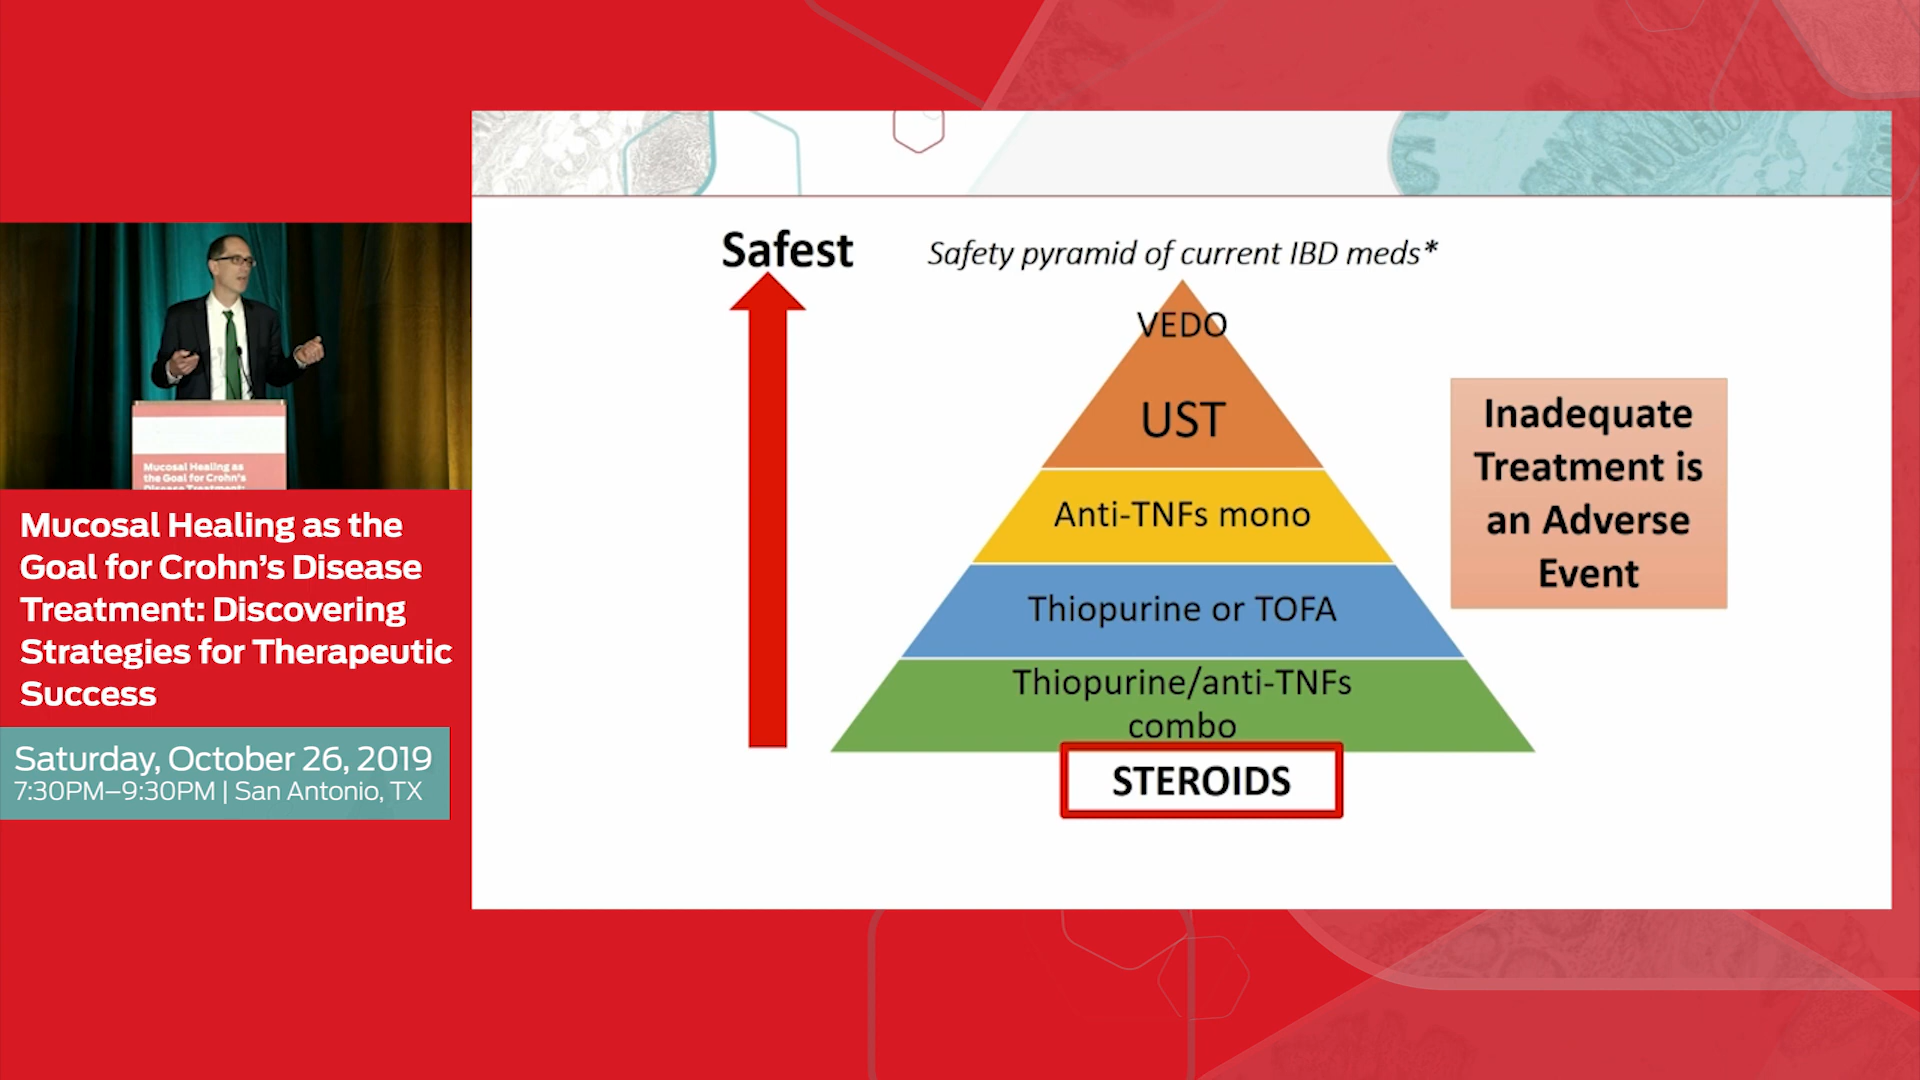 Safest
Safety pyramid of current IBD meds*
VEDO
UST
Anti-TNFs mono
Thiopurine or TOFA
Thiopurine/anti-TNFs
combo
STEROIDS
Inadequate
Treatment is
an Adverse
Event
Mucosal Healing as
the Goal for Crohn's
Disease Treatment:
Mucosal Healing as the
Goal for Crohn's Disease
Treatment: Discovering
Strategies for Therapeutic
Success
Saturday, October 26, 2019
7:30PM–9:30PM | San Antonio, TX